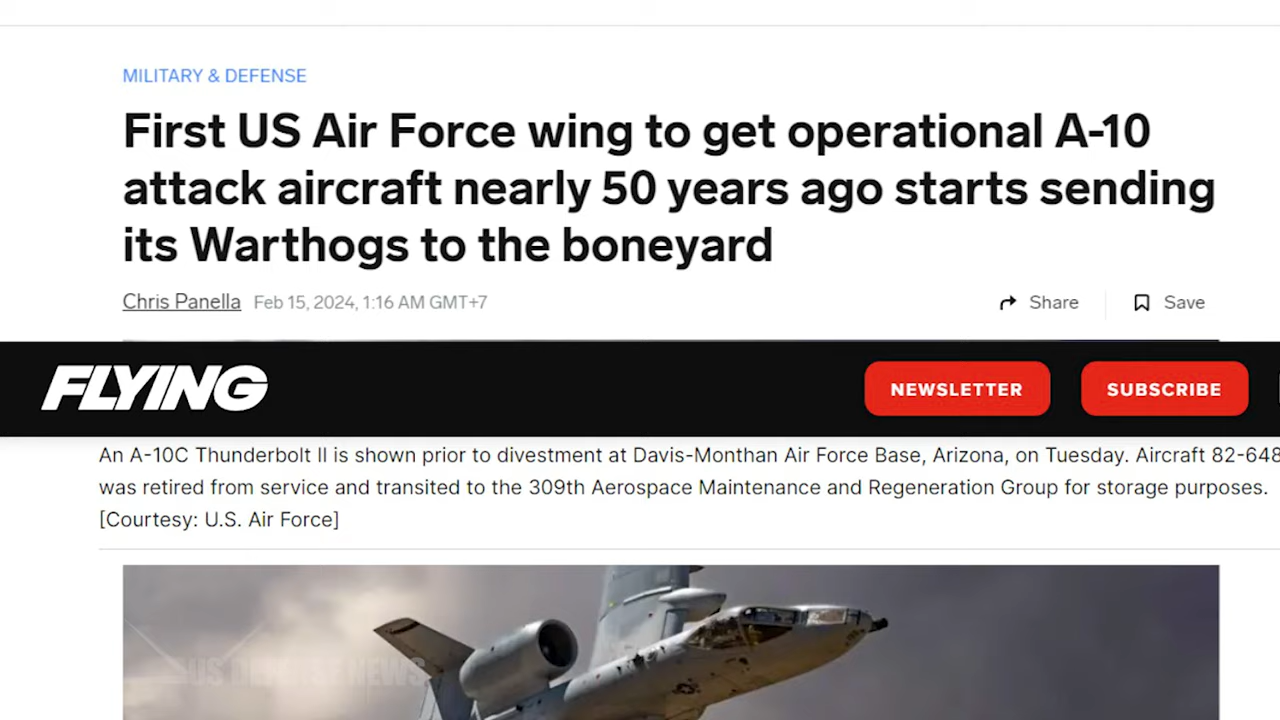 MILITARY & DEFENSE
First US Air Force wing to get operational A-10
attack aircraft nearly 50 years ago starts sending
its Warthogs to the boneyard
Chris Panella Feb 15, 2024, 1:16 AM GMT+7 Share Save
FLYING NEWSLETTER SUBSCRIBE
An A-10C Thunderbolt II is shown prior to divestment at Davis-Monthan Air Force Base, Arizona, on Tuesday. Aircraft 82-648
was retired from service and transited to the 309th Aerospace Maintenance and Regeneration Group for storage purposes.
[Courtesy: U.S. Air Force]
US DEFENSE NEWS